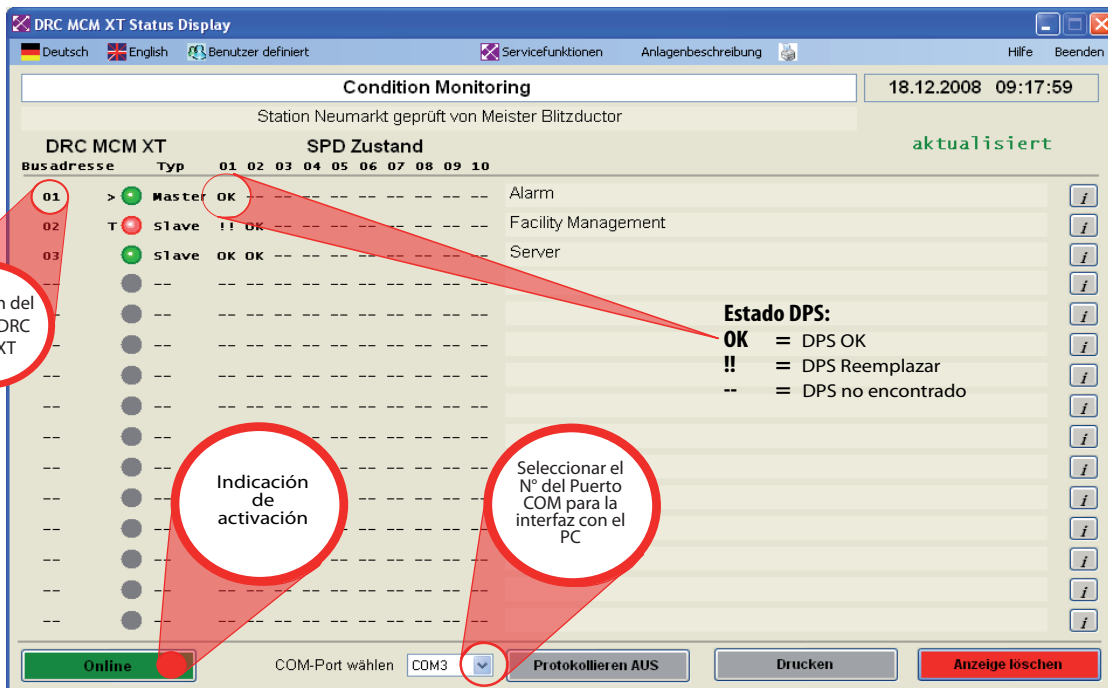 DRC MCM XT Status Display
Deutsch English Benutzer definiert Servicefunktionen Anlagenbeschreibung Hilfe Beenden
Condition Monitoring
18.12.2008 09:17:59
Station Neumarkt geprüft von Meister Blitzductor
aktualisiert
DRC MCM XT SPD Zustand
Busadresse Typ 01 02 03 04 05 06 07 08 09 10
01 > Master OK -- -- -- -- -- -- -- -- -- Alarm i
02 T Slave !! OK -- -- -- -- -- -- -- -- Facility Management i
03 Slave OK OK -- -- -- -- -- -- -- -- Server i
-- -- -- -- -- -- -- -- -- -- -- -- i
-- -- -- -- -- -- -- -- -- -- -- i
-- -- -- -- -- -- -- -- -- -- -- i
-- -- -- -- -- -- -- -- -- -- -- -- i
-- -- -- -- -- -- -- -- -- -- -- -- i
-- -- -- -- -- -- -- -- -- -- -- -- i
-- -- -- -- -- -- -- i
-- -- -- -- -- -- i
-- -- -- -- -- -- i
-- -- -- -- -- -- -- i
-- -- -- -- -- -- -- -- -- -- i
-- -- -- -- -- -- -- -- -- -- -- i
del
DRC
XT
Estado DPS:
OK = DPS OK
!! = DPS Reemplazar
-- = DPS no encontrado
Indicación
de
activación
Seleccionar el
N° del Puerto
COM para la
interfaz con el
PC
Online COM-Port wählen COM3 Protokollieren AUS Drucken Anzeige löschen